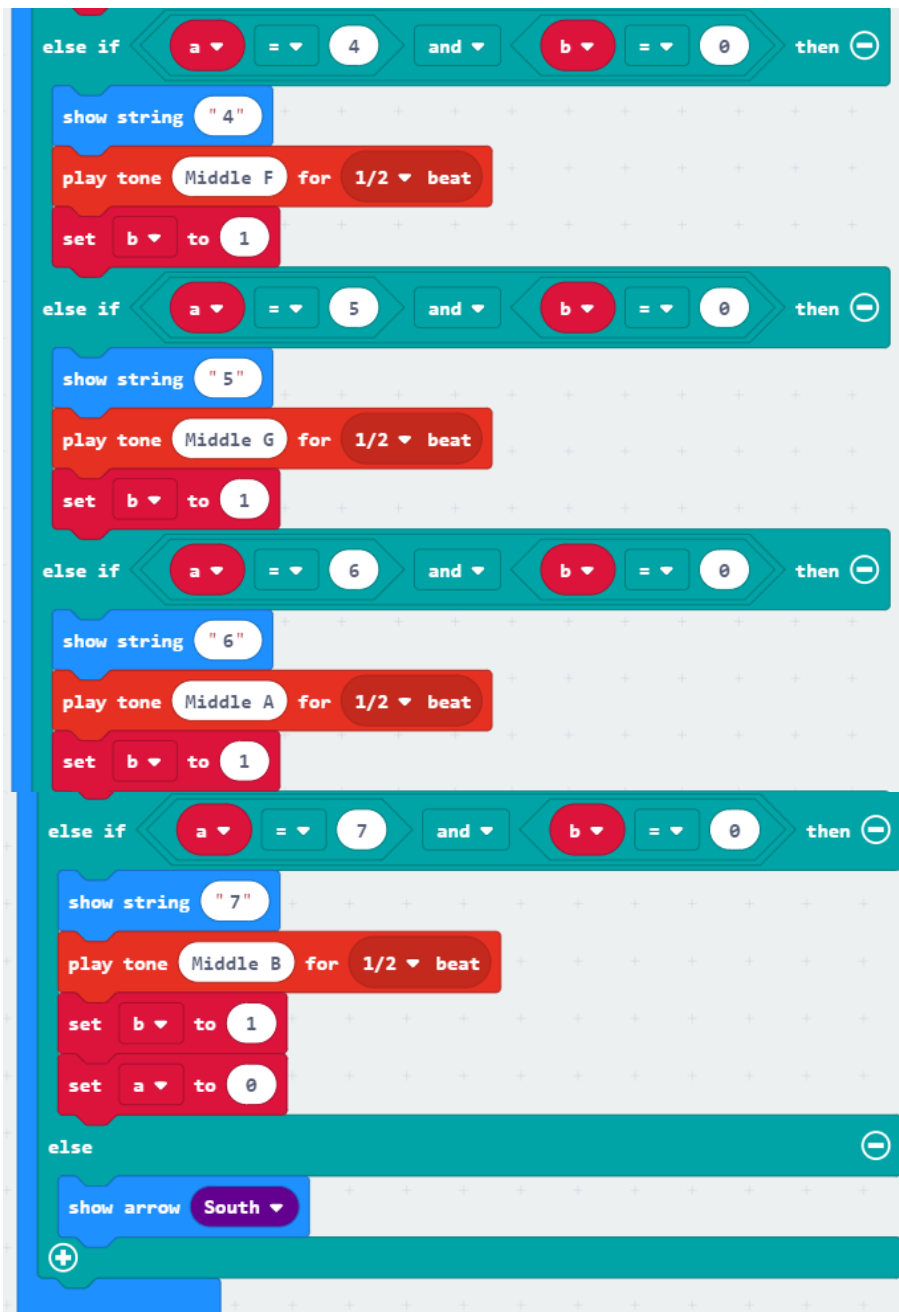 else if a = 4 and b = 0 then
show string "4"
play tone Middle F for 1/2 beat
set b to 1
else if a = 5 and b = 0 then
show string "5"
play tone Middle G for 1/2 beat
set b to 1
else if a = 6 and b = 0 then
show string "6"
play tone Middle A for 1/2 beat
set b to 1
else if a = 7 and b = 0 then
show string "7"
play tone Middle B for 1/2 beat
set b to 1
set a to 0
else
show arrow South